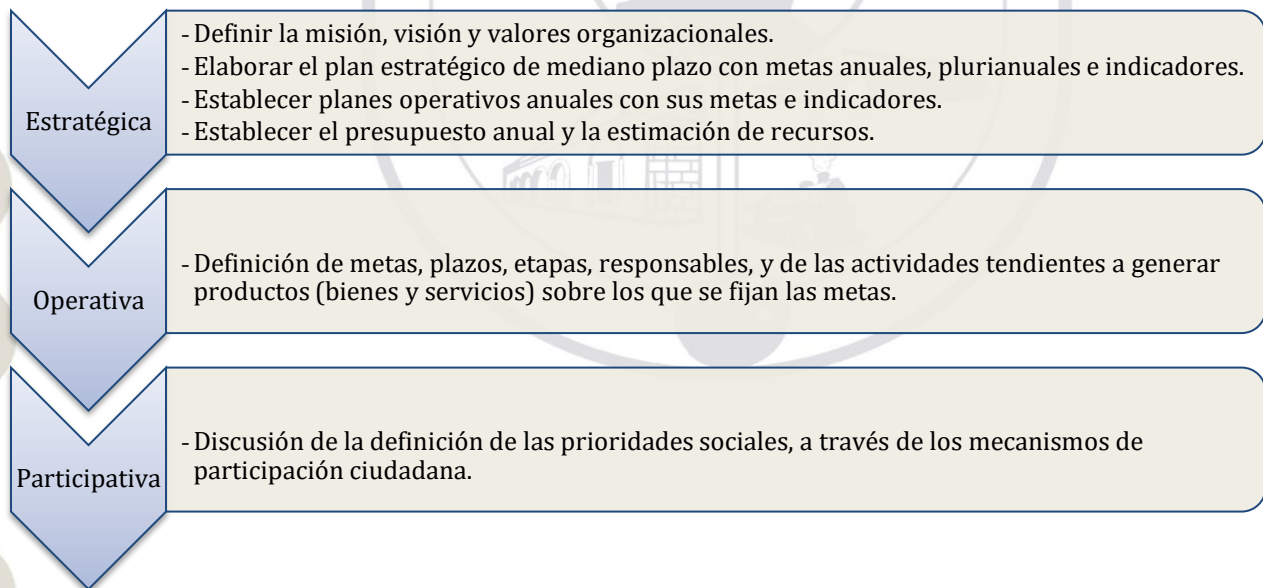 Estratégica
- Definir la misión, visión y valores organizacionales.
- Elaborar el plan estratégico de mediano plazo con metas anuales, plurianuales e indicadores.
- Establecer planes operativos anuales con sus metas e indicadores.
- Establecer el presupuesto anual y la estimación de recursos.
Operativa
- Definición de metas, plazos, etapas, responsables, y de las actividades tendientes a generar
productos (bienes y servicios) sobre los que se fijan las metas.
Participativa
- Discusión de la definición de las prioridades sociales, a través de los mecanismos de
participación ciudadana.